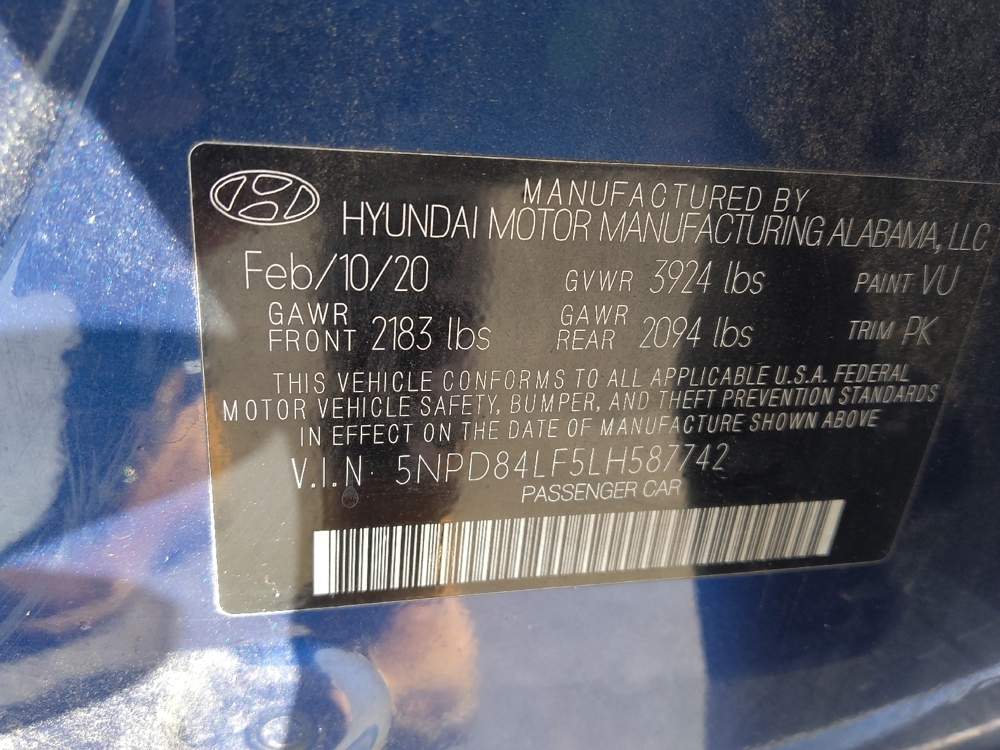 MANUFACTURED BY
HYUNDAI MOTOR MANUFACTURING ALABAMA, LLC
Feb/10/20 GVWR 3924 lbs PAINT VU
GAWR FRONT 2183 lbs GAWR REAR 2094 lbs TRIM PK
THIS VEHICLE CONFORMS TO ALL APPLICABLE U.S.A. FEDERAL
MOTOR VEHICLE SAFETY, BUMPER, AND THEFT PREVENTION STANDARDS
IN EFFECT ON THE DATE OF MANUFACTURE SHOWN ABOVE
V.I.N 5NPD84LF5LH587742
PASSENGER CAR